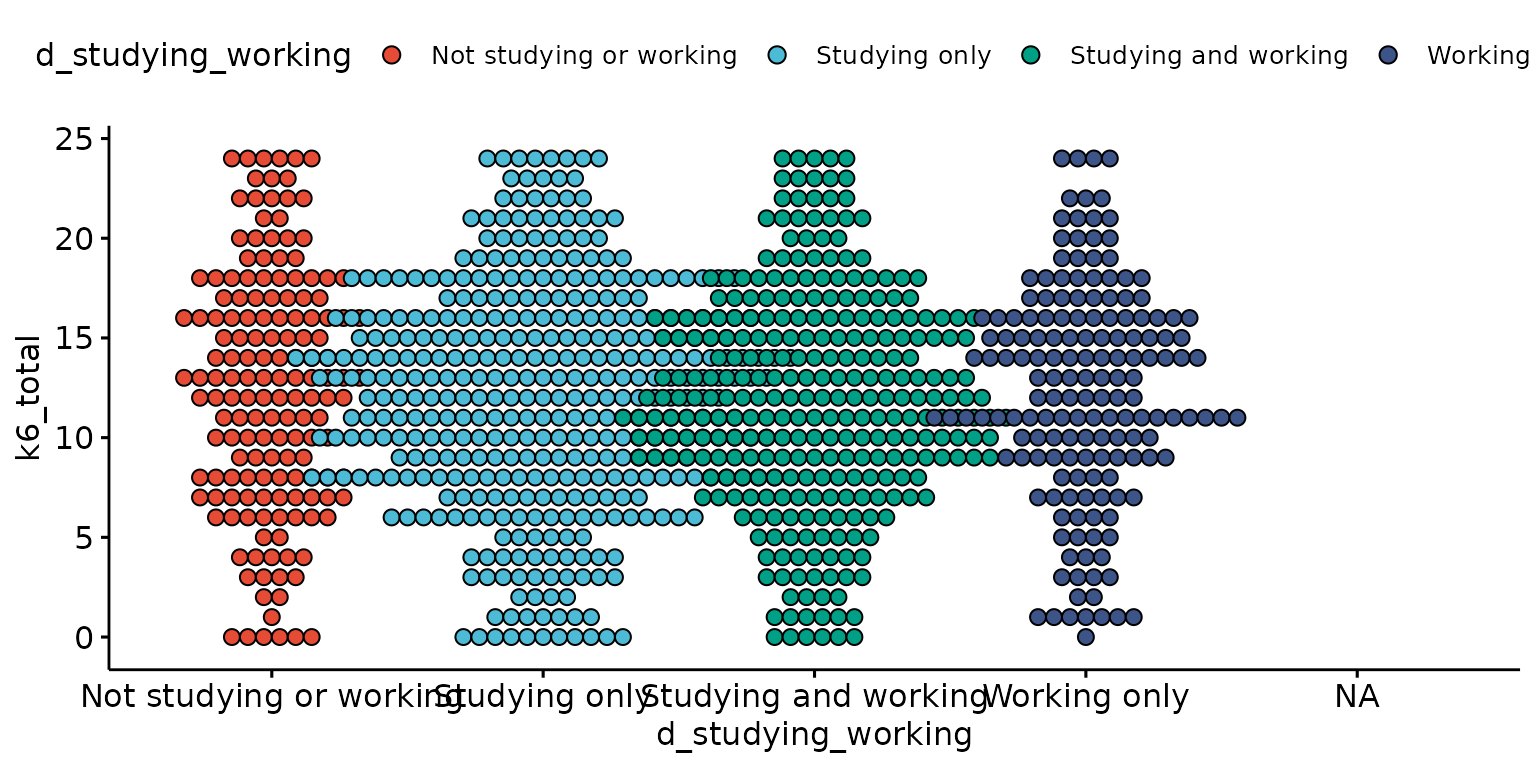 d_studying_working Not studying or working Studying only Studying and working Working
25
20
15
10
5
0
k6_total
Not studying or working Studying only Studying and working Working only NA
d_studying_working